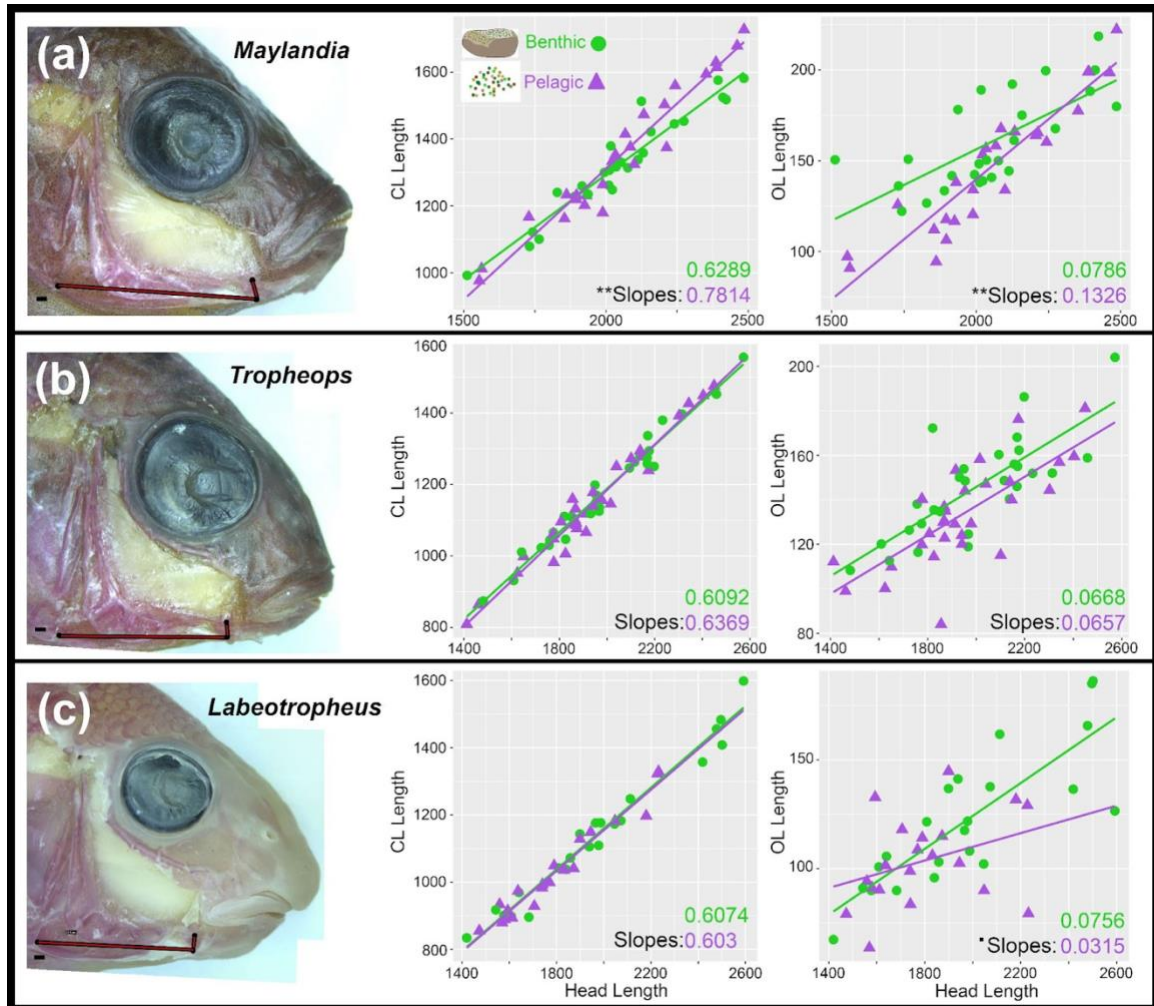 (a)
Maylandia
Benthic
Pelagic
CL Length
1600
1400
1200
1000
1500
2000
2500
0.6289
**Slopes: 0.7814
OL Length
200
150
100
1500
2000
2500
0.0786
**Slopes: 0.1326
(b)
Tropheops
CL Length
1600
1400
1200
1000
800
1400
1800
2200
2600
0.6092
Slopes: 0.6369
OL Length
200
160
120
80
1400
1800
2200
2600
0.0668
Slopes: 0.0657
(c)
Labeotropheus
CL Length
1600
1400
1200
1000
800
1400
1800
2200
2600
0.6074
Slopes: 0.603
Head Length
OL Length
150
100
1400
1800
2200
2600
0.0756
▪Slopes: 0.0315
Head Length